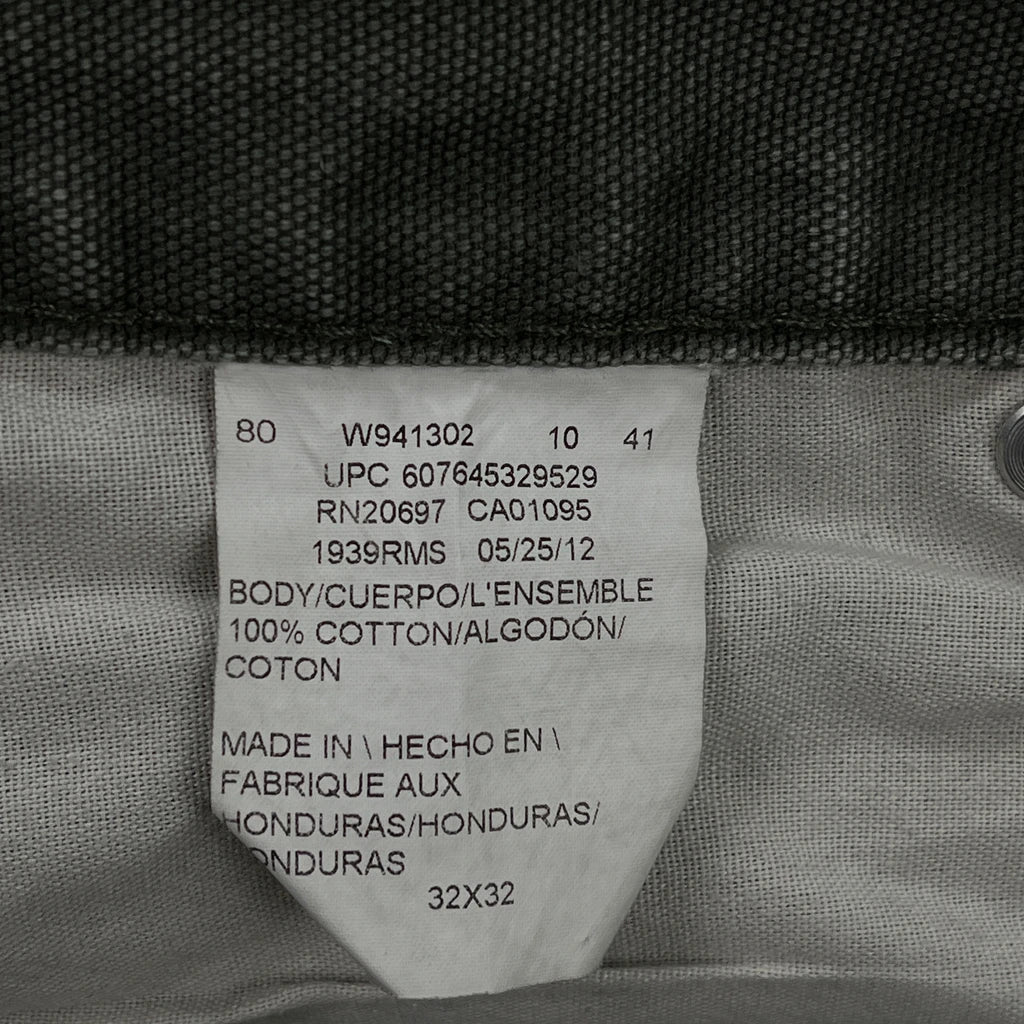 80 W941302 10 41
UPC 607645329529
RN20697 CA01095
1939RMS 05/25/12
BODY/CUERPO/L'ENSEMBLE
100% COTTON/ALGODÓN/
COTON
MADE IN \ HECHO EN \
FABRIQUE AUX
HONDURAS/HONDURAS/
HONDURAS
32X32